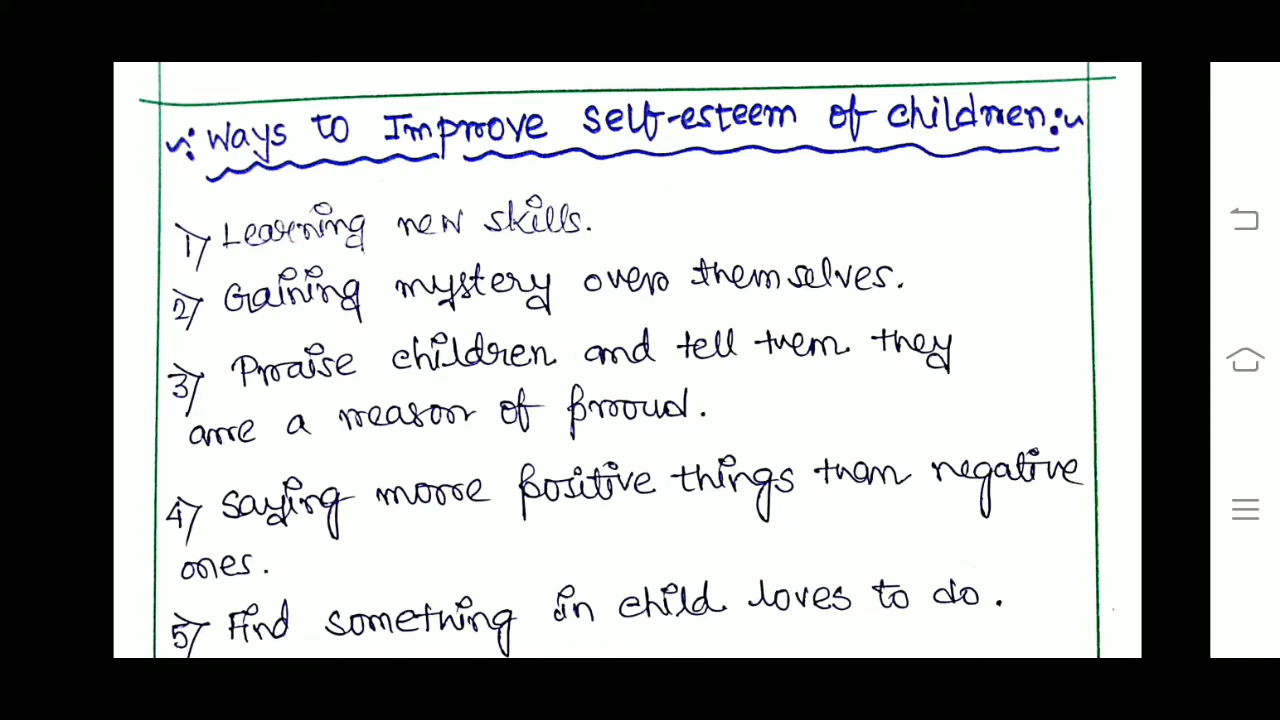 Ways to Improve self-esteem of children:
1) Learning new skills.
2) Gaining mystery over themselves.
3) Praise children and tell them they
are a reason of proud.
4) Saying more positive things than negative
ones.
5) Find something in child loves to do.